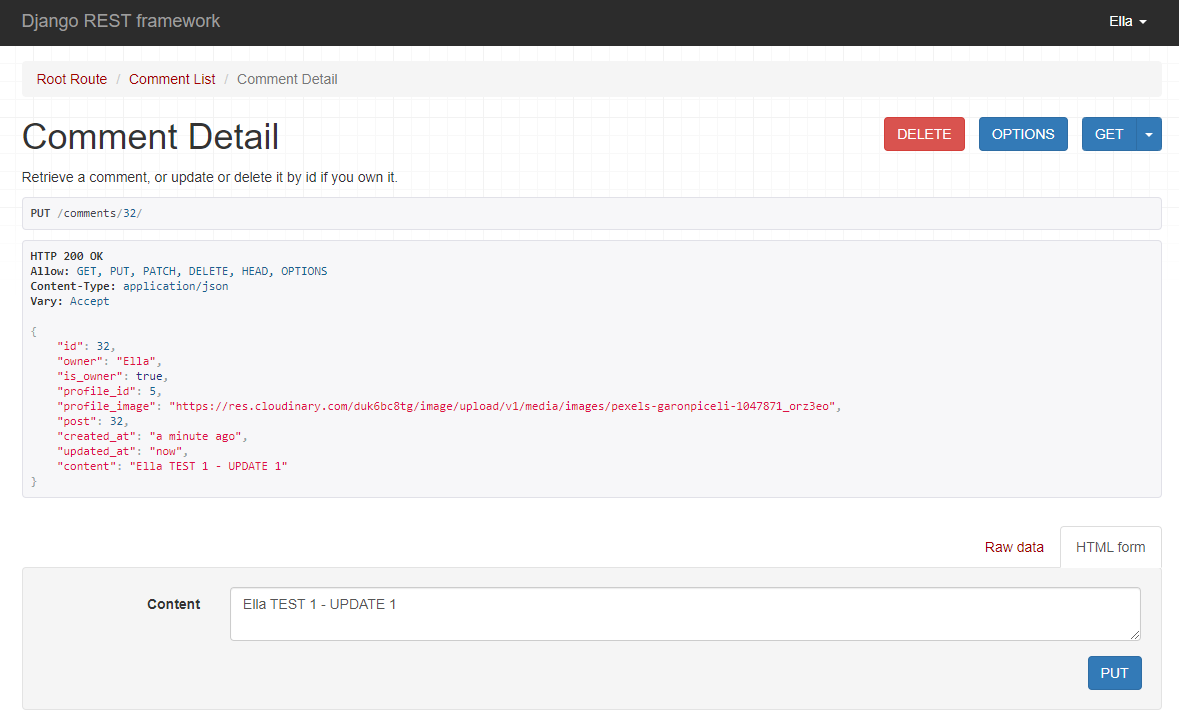 Django REST framework
Ella
Root Route / Comment List / Comment Detail
Comment Detail
DELETE
OPTIONS
GET
Retrieve a comment, or update or delete it by id if you own it.
PUT /comments/32/
HTTP 200 OK
Allow: GET, PUT, PATCH, DELETE, HEAD, OPTIONS
Content-Type: application/json
Vary: Accept
{
    "id": 32,
    "owner": "Ella",
    "is_owner": true,
    "profile_id": 5,
    "profile_image": "https://res.cloudinary.com/duk6bc8tg/image/upload/v1/media/images/pexels-garonpiceli-1047871_orz3eo",
    "post": 32,
    "created_at": "a minute ago",
    "updated_at": "now",
    "content": "Ella TEST 1 - UPDATE 1"
}
Raw data
HTML form
Content
Ella TEST 1 - UPDATE 1
PUT